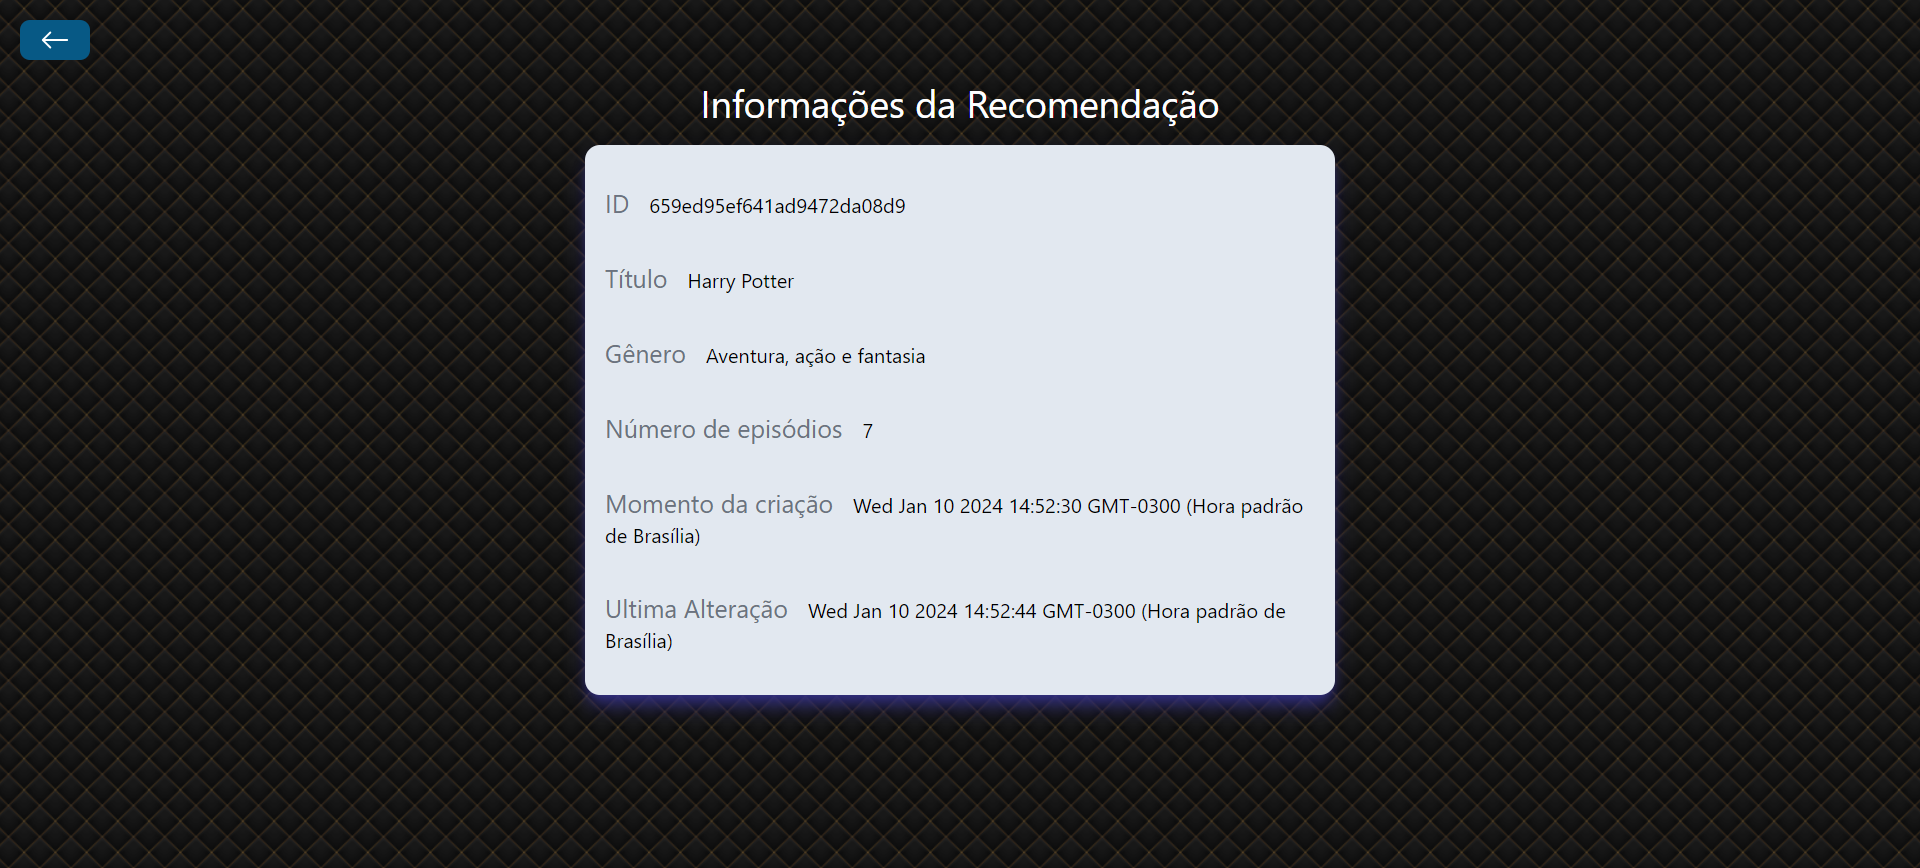 Informações da Recomendação
ID 659ed95ef641ad9472da08d9
Título Harry Potter
Gênero Aventura, ação e fantasia
Número de episódios 7
Momento da criação Wed Jan 10 2024 14:52:30 GMT-0300 (Hora padrão
de Brasília)
Ultima Alteração Wed Jan 10 2024 14:52:44 GMT-0300 (Hora padrão de
Brasília)